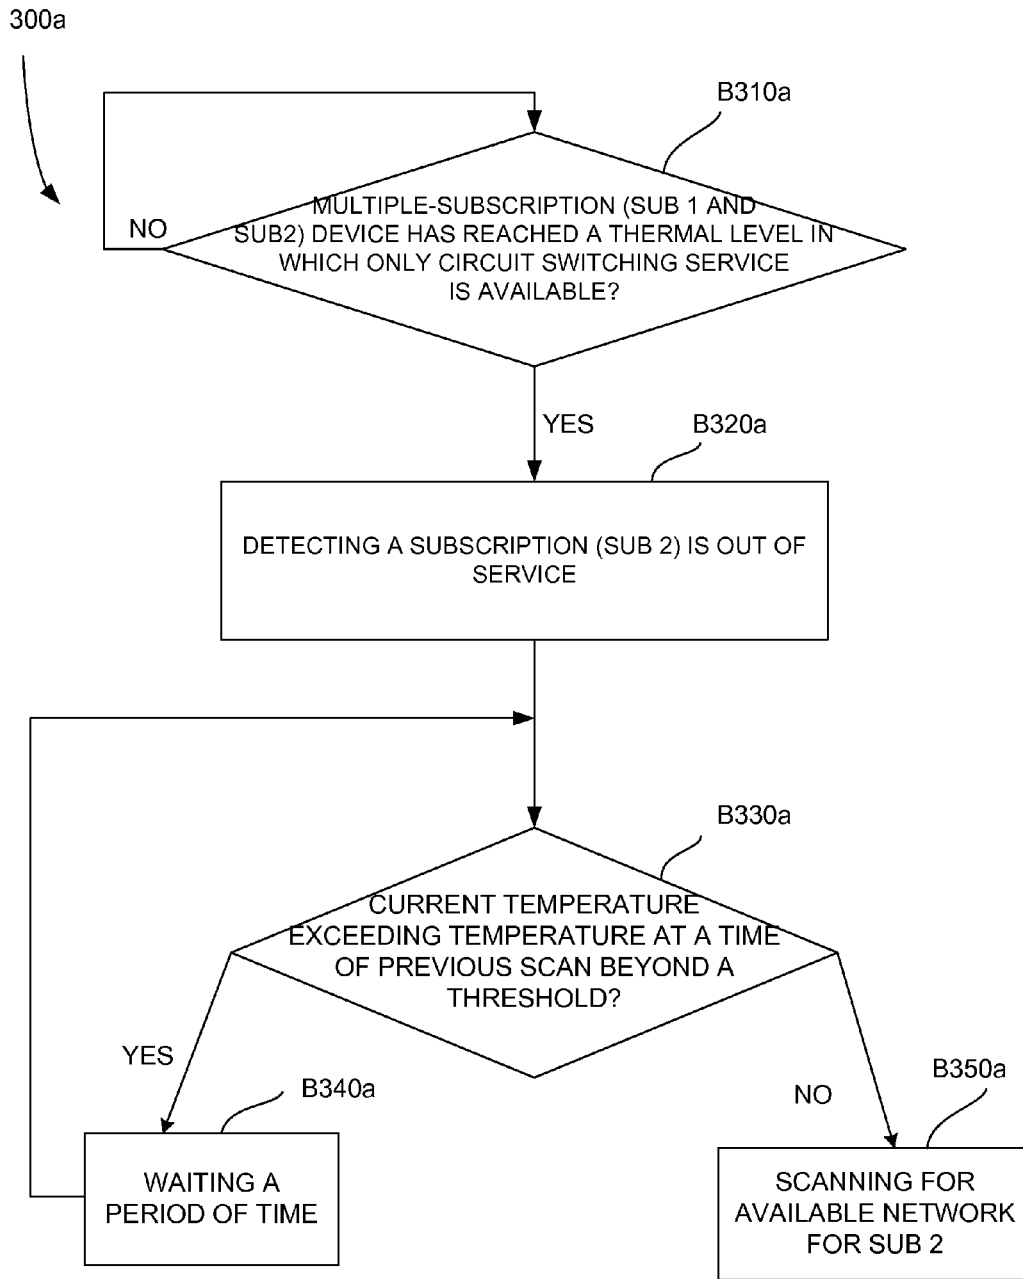 300a
B310a
MULTIPLE-SUBSCRIPTION (SUB 1 AND
SUB2) DEVICE HAS REACHED A THERMAL LEVEL IN
WHICH ONLY CIRCUIT SWITCHING SERVICE
IS AVAILABLE?
NO
YES
B320a
DETECTING A SUBSCRIPTION (SUB 2) IS OUT OF
SERVICE
B330a
CURRENT TEMPERATURE
EXCEEDING TEMPERATURE AT A TIME
OF PREVIOUS SCAN BEYOND A
THRESHOLD?
YES
NO
B340a
WAITING A
PERIOD OF TIME
B350a
SCANNING FOR
AVAILABLE NETWORK
FOR SUB 2